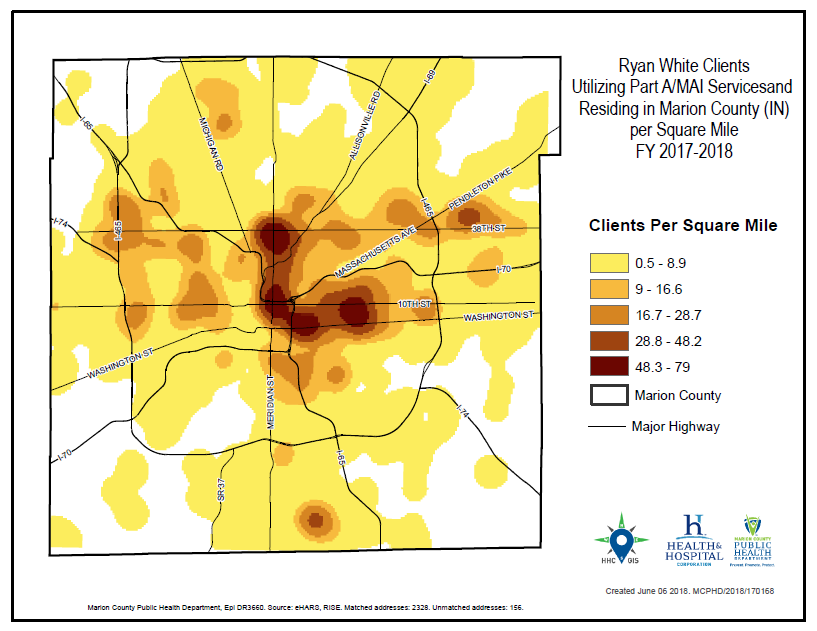 Ryan White Clients
Utilizing Part A/MAI Servicesand
Residing in Marion County (IN)
per Square Mile
FY 2017-2018
I-69
I-65
MICHIGAN RD
ALLISONVILLE RD
PENDLETON PIKE
I-465
I-74
I-465
38TH ST
MASSACHUSETTS AVE
I-70
10TH ST
WASHINGTON ST
WASHINGTON ST
MERIDIAN ST
I-74
I-70
I-65
SR 37
Clients Per Square Mile
0.5 - 8.9
9 - 16.6
16.7 - 28.7
28.8 - 48.2
48.3 - 79
Marion County
Major Highway
HHC GIS
h
HEALTH&
HOSPITAL
CORPORATION
MARION COUNTY
PUBLIC
HEALTH
DEPARTMENT
Prevent. Promote. Protect.
Created June 06 2018. MCPHD/2018/170168
Marion County Public Health Department, Epi DR3660. Source: eHARS, RISE. Matched addresses: 2328. Unmatched addresses: 156.